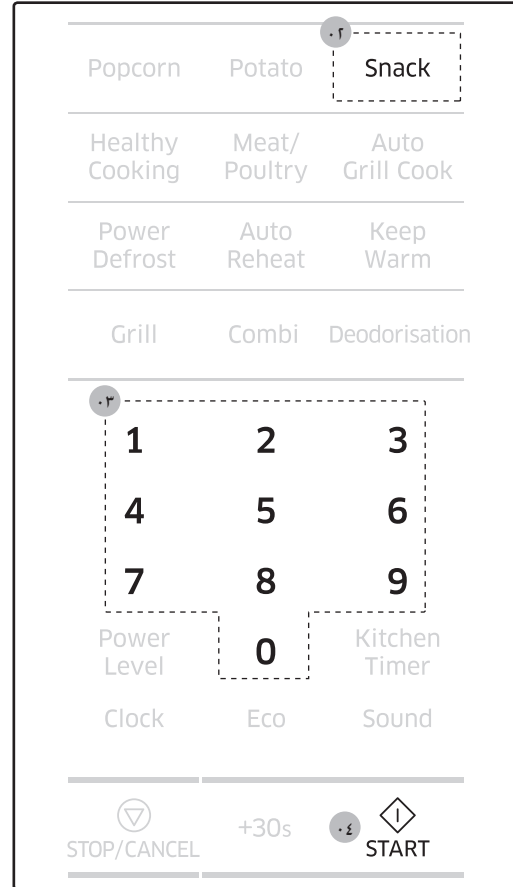 ٠٢
Popcorn Potato Snack
Healthy Cooking Meat/ Poultry Auto Grill Cook
Power Defrost Auto Reheat Keep Warm
Grill Combi Deodorisation
٠٣
1 2 3
4 5 6
7 8 9
Power Level 0 Kitchen Timer
Clock Eco Sound
STOP/CANCEL +30s ٠٤ START